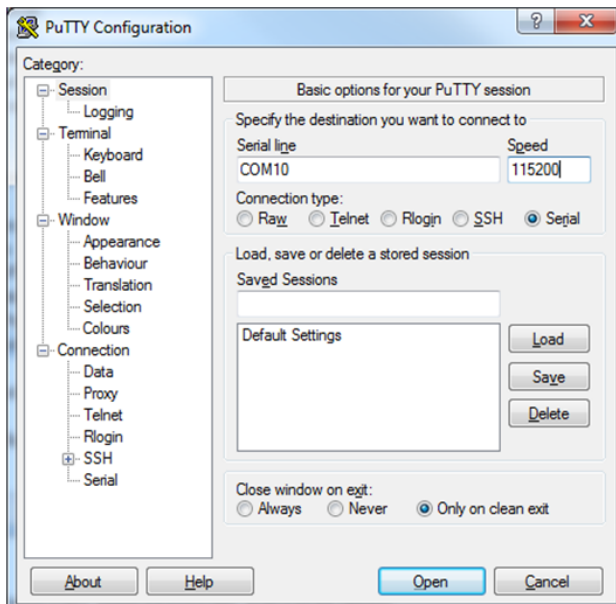 PuTTY Configuration
Category:
Session
Logging
Terminal
Keyboard
Bell
Features
Window
Appearance
Behaviour
Translation
Selection
Colours
Connection
Data
Proxy
Telnet
Rlogin
SSH
Serial
Basic options for your PuTTY session
Specify the destination you want to connect to
Serial line Speed
COM10 115200
Connection type:
Raw Telnet Rlogin SSH Serial
Load, save or delete a stored session
Saved Sessions
Default Settings
Load
Save
Delete
Close window on exit:
Always Never Only on clean exit
About Help Open Cancel